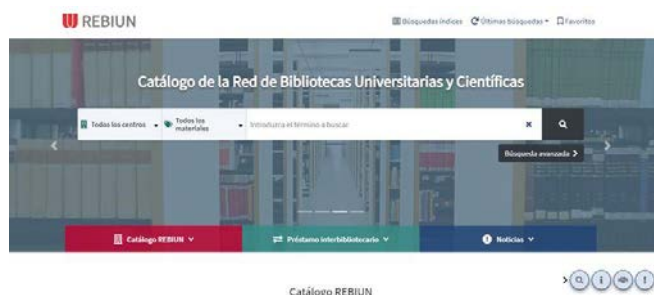 REBIUN
Búsquedas índices Últimas búsquedas Favoritos
Catálogo de la Red de Bibliotecas Universitarias y Científicas
Todos los centros Todos los materiales Introduzca el término a buscar
Búsqueda avanzada
Catálogo REBIUN Préstamo interbibliotecario Noticias
Catálogo REBIUN